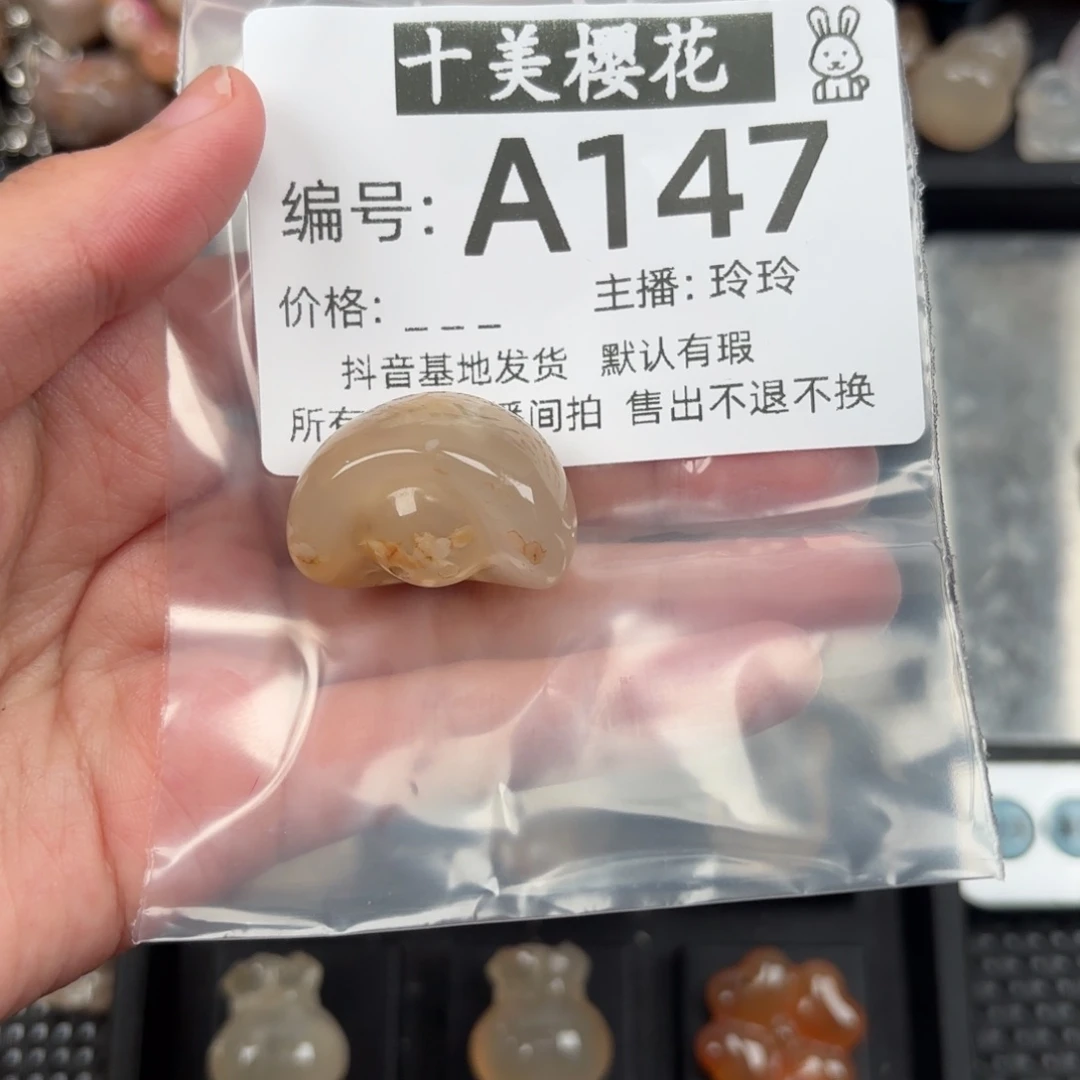 十美樱花
编号: A147
价格: _ _ _ 主播: 玲玲
抖音基地发货 默认有瑕
所有 间拍 售出不退不换